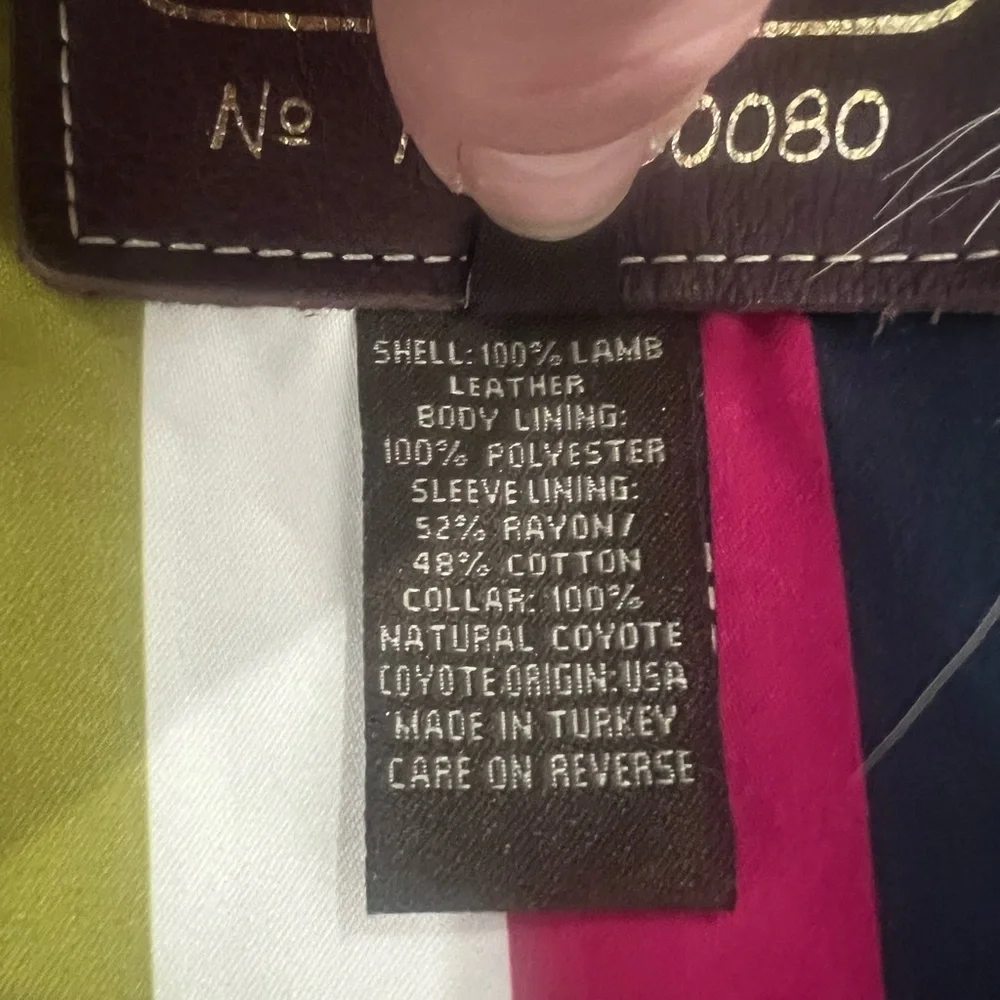 Nº 0080
SHELL: 100% LAMB
LEATHER
BODY LINING:
100% POLYESTER
SLEEVE LINING:
52% RAYON/
48% COTTON
COLLAR: 100%
NATURAL COYOTE
COYOTE ORIGIN: USA
MADE IN TURKEY
CARE ON REVERSE